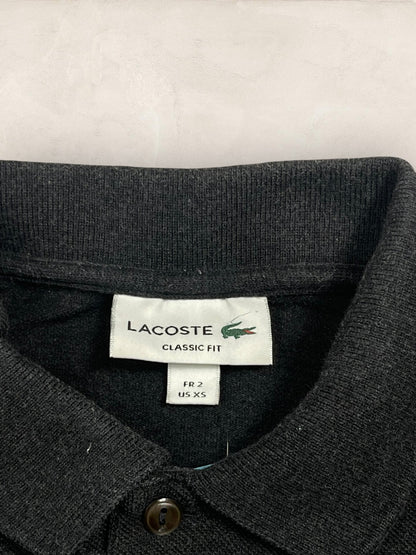 LACOSTE
CLASSIC FIT
FR 2
US XS